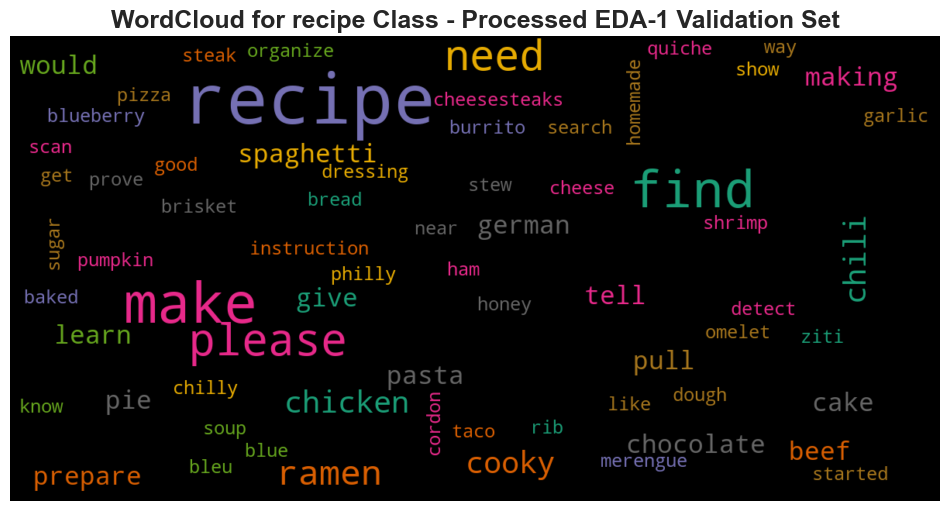 WordCloud for recipe Class - Processed EDA-1 Validation Set
would
steak
organize
need
quiche
way
show
making
pizza
blueberry
recipe
cheesesteaks
burrito
search
homemade
garlic
scan
get
prove
good
spaghetti
dressing
bread
brisket
stew
cheese
find
shrimp
chili
near
german
sugar
pumpkin
instruction
philly
ham
baked
make
give
honey
tell
detect
omelet
ziti
learn
please
pull
pasta
know
pie
chilly
chicken
cordon
like
dough
cake
soup
blue
bleu
taco
rib
chocolate
merengue
beef
started
prepare
ramen
cooky